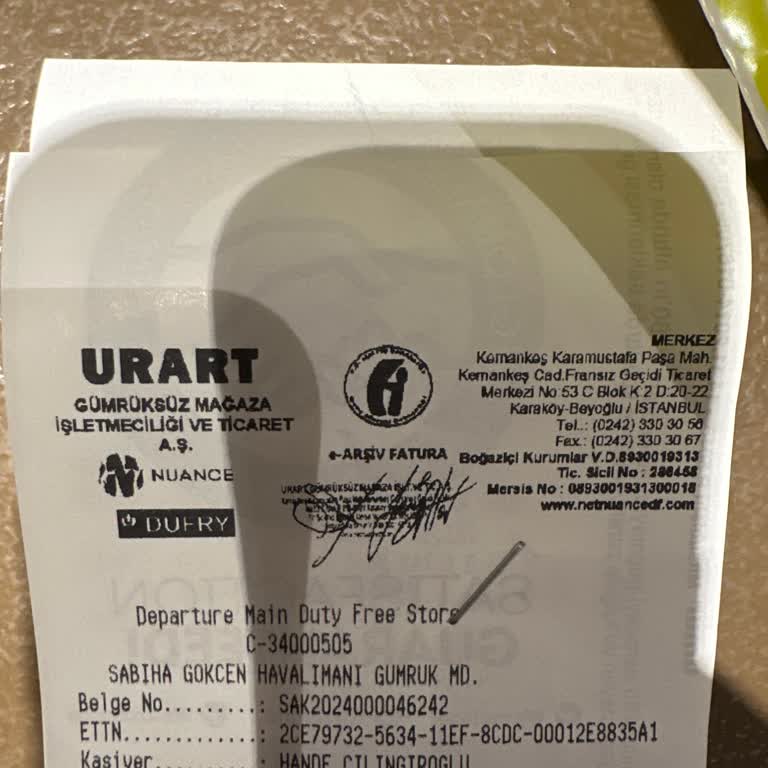 URART
GÜMRÜKSÜZ MAĞAZA
İŞLETMECİLİĞİ VE TİCARET
A.Ş.
NUANCE
DUFRY
e-ARŞİV FATURA
MERKEZ
Kemankeş Karamustafa Paşa Mah.
Kemankeş Cad.Fransız Geçidi Ticaret
Merkezi No:53 C Blok K:2 D:20-22
Karaköy-Beyoğlu / İSTANBUL
Tel.: (0242) 330 30 56
Fax.: (0242) 330 30 67
Boğaziçi Kurumlar V.D.8930019313
Tic. Sicil No : 286458
Mersis No : 0893001931300018
www.netnuancedf.com
Departure Main Duty Free Store
C-34000505
SABIHA GOKCEN HAVALIMANI GUMRUK MD.
Belge No.........: SAK2024000046242
ETTN.............: 2CE79732-5634-11EF-8CDC-00012E8835A1
Kasiyer..........: HANDE CILINGIROGLU